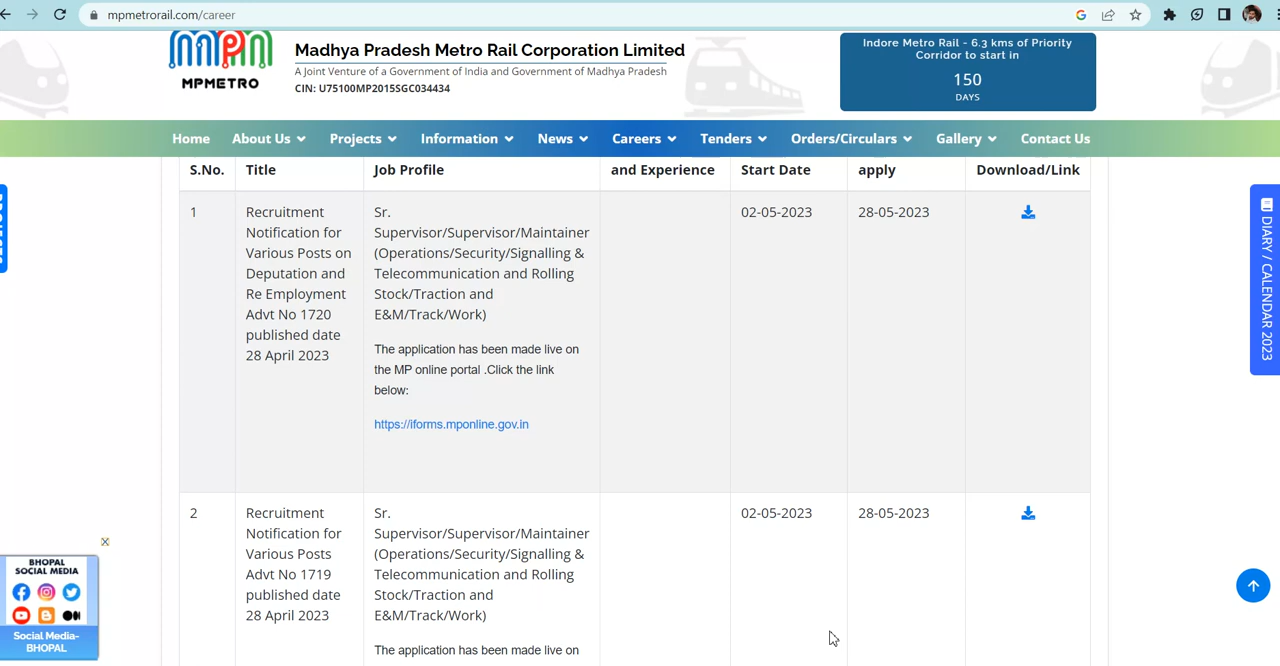 mpmetrorail.com/career
MPMETRO
Madhya Pradesh Metro Rail Corporation Limited
A Joint Venture of a Government of India and Government of Madhya Pradesh
CIN: U75100MP2015SGC034434
Indore Metro Rail - 6.3 kms of Priority
Corridor to start in
150
DAYS
Home About Us Projects Information News Careers Tenders Orders/Circulars Gallery Contact Us
S.No. Title Job Profile and Experience Start Date apply Download/Link
1
Recruitment
Notification for
Various Posts on
Deputation and
Re Employment
Advt No 1720
published date
28 April 2023
Sr.
Supervisor/Supervisor/Maintainer
(Operations/Security/Signalling &
Telecommunication and Rolling
Stock/Traction and
E&M/Track/Work)
The application has been made live on
the MP online portal .Click the link
below:
https://iforms.mponline.gov.in
02-05-2023
28-05-2023
2
Recruitment
Notification for
Various Posts
Advt No 1719
published date
28 April 2023
Sr.
Supervisor/Supervisor/Maintainer
(Operations/Security/Signalling &
Telecommunication and Rolling
Stock/Traction and
E&M/Track/Work)
The application has been made live on
02-05-2023
28-05-2023
DIARY / CALENDAR 2023
BHOPAL
SOCIAL MEDIA
Social Media-
BHOPAL